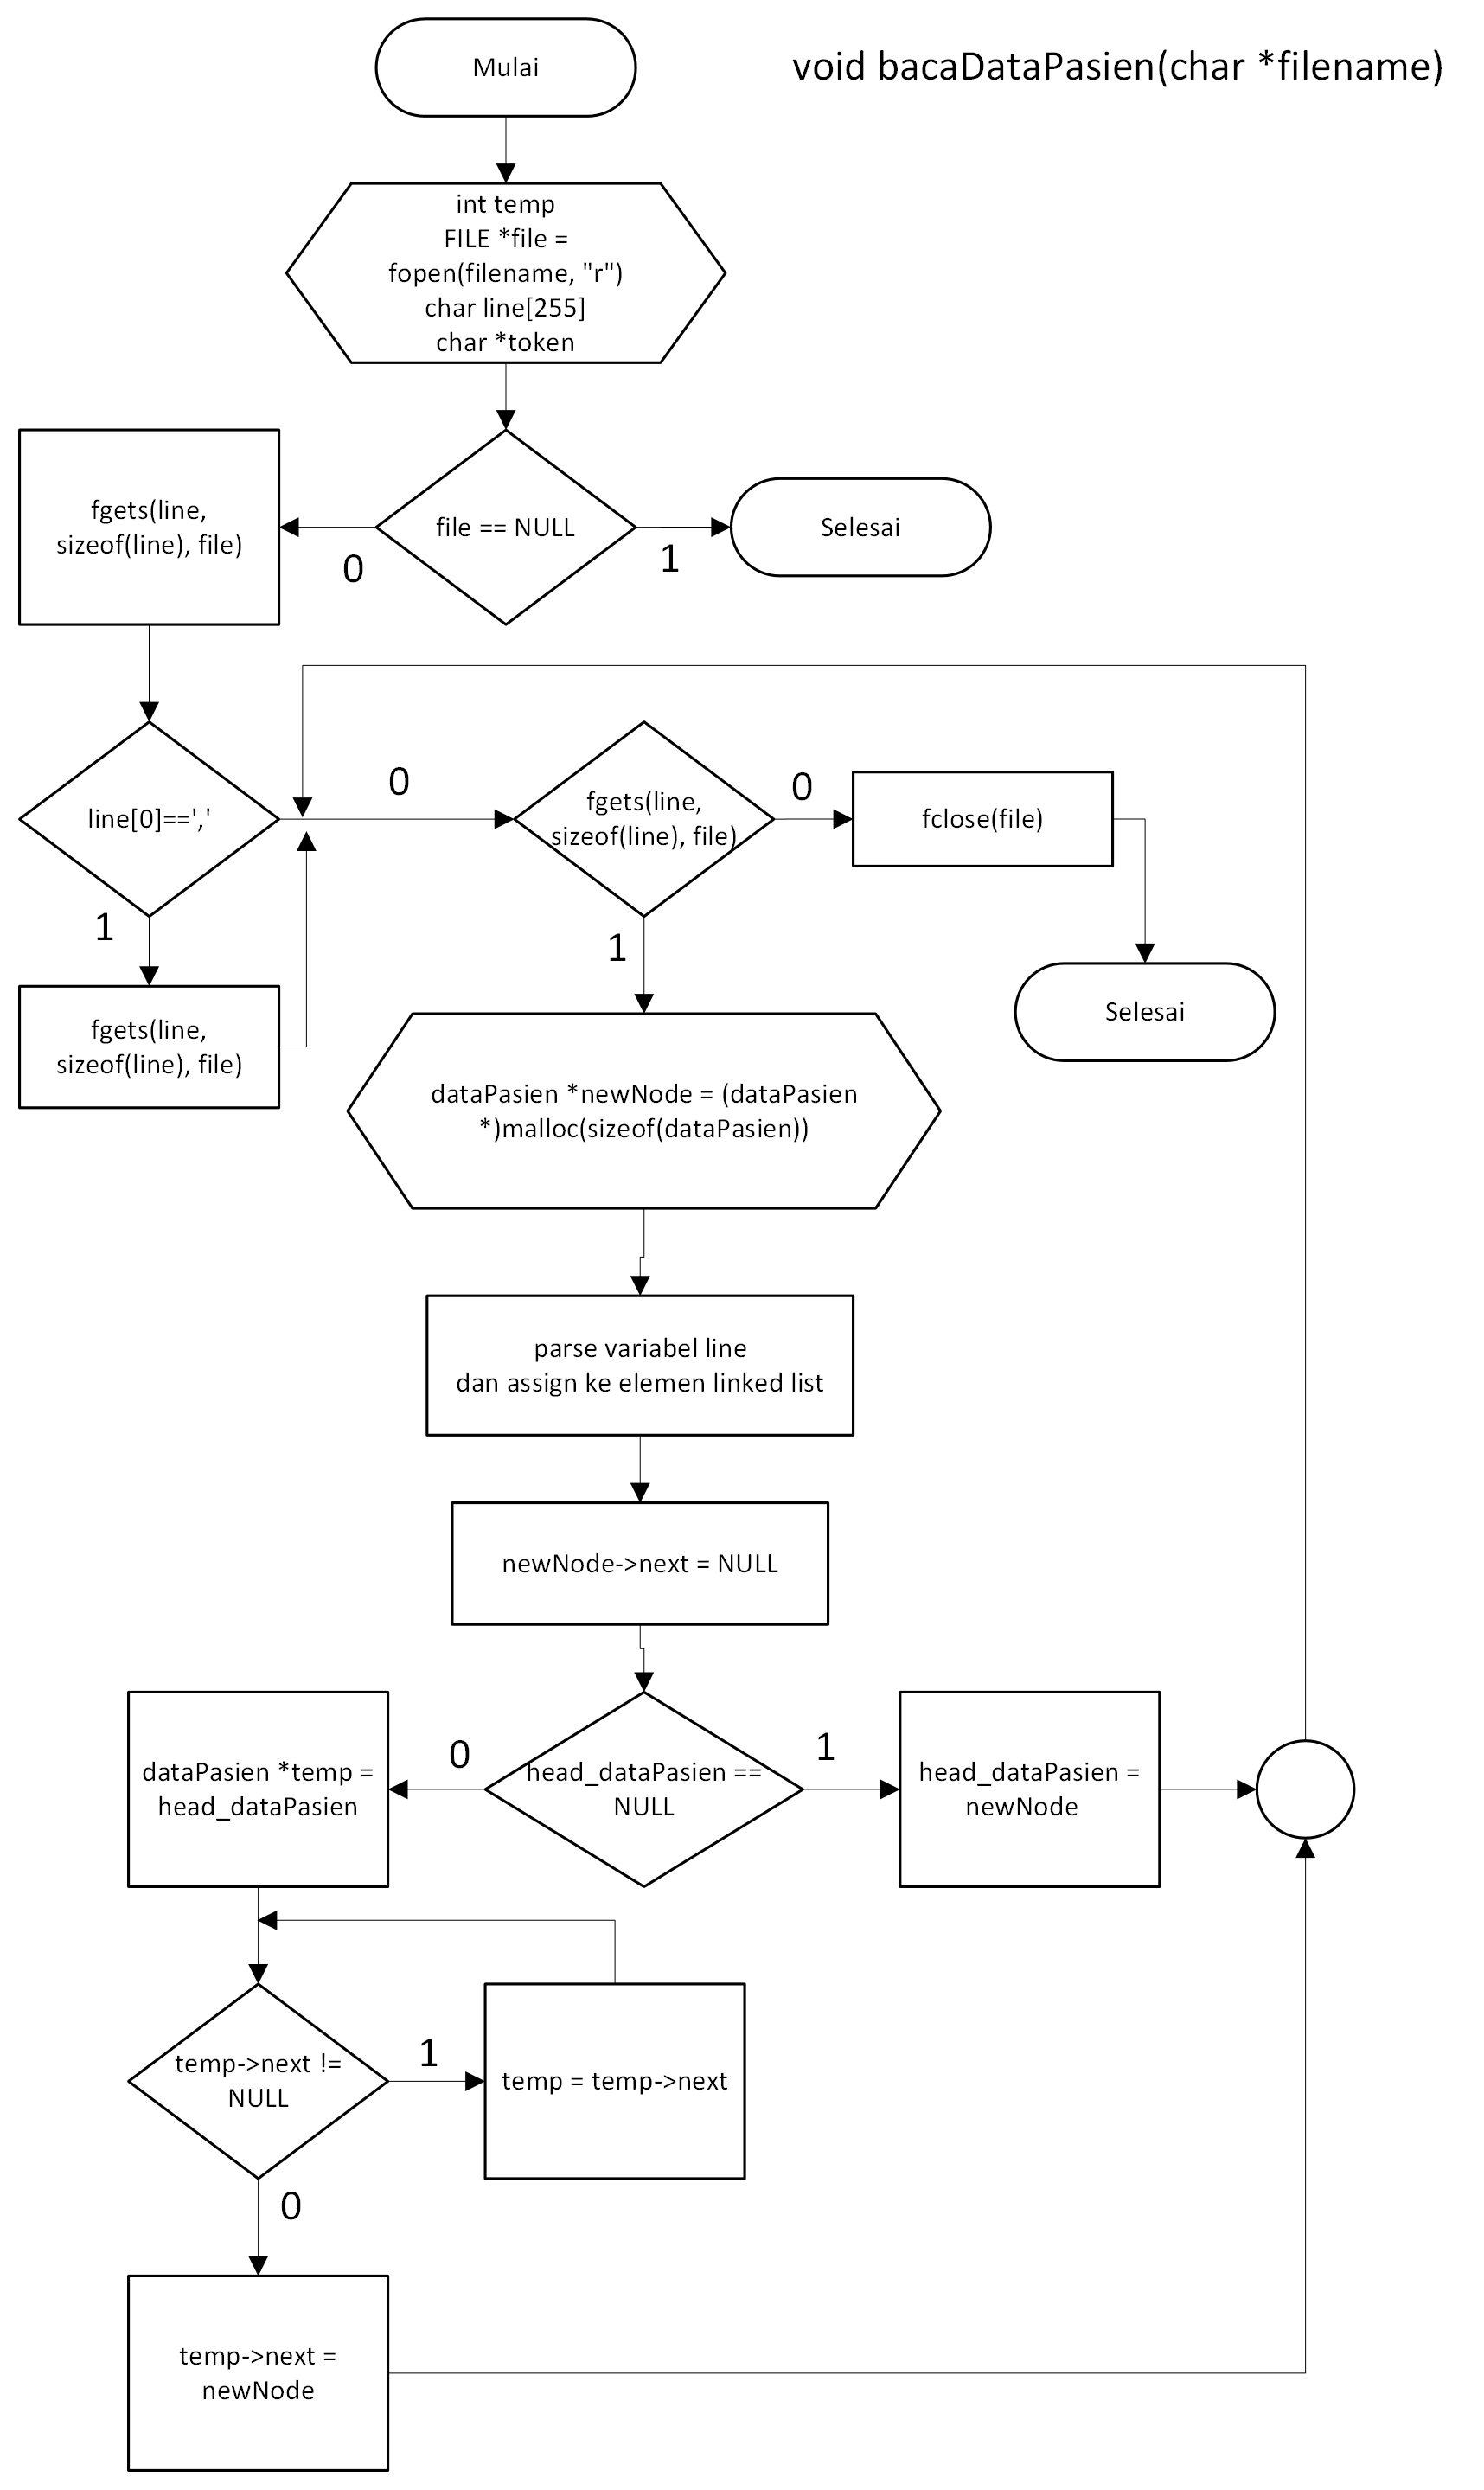 Mulai
void bacaDataPasien(char *filename)
int temp
FILE *file =
fopen(filename, "r")
char line[255]
char *token
fgets(line,
sizeof(line), file)
file == NULL
Selesai
0
1
line[0]==','
0
fgets(line,
sizeof(line), file)
0
fclose(file)
1
1
fgets(line,
sizeof(line), file)
Selesai
dataPasien *newNode = (dataPasien
*)malloc(sizeof(dataPasien))
parse variabel line
dan assign ke elemen linked list
newNode->next = NULL
dataPasien *temp =
head_dataPasien
0
head_dataPasien ==
NULL
1
head_dataPasien =
newNode
temp->next !=
NULL
1
temp = temp->next
0
temp->next =
newNode